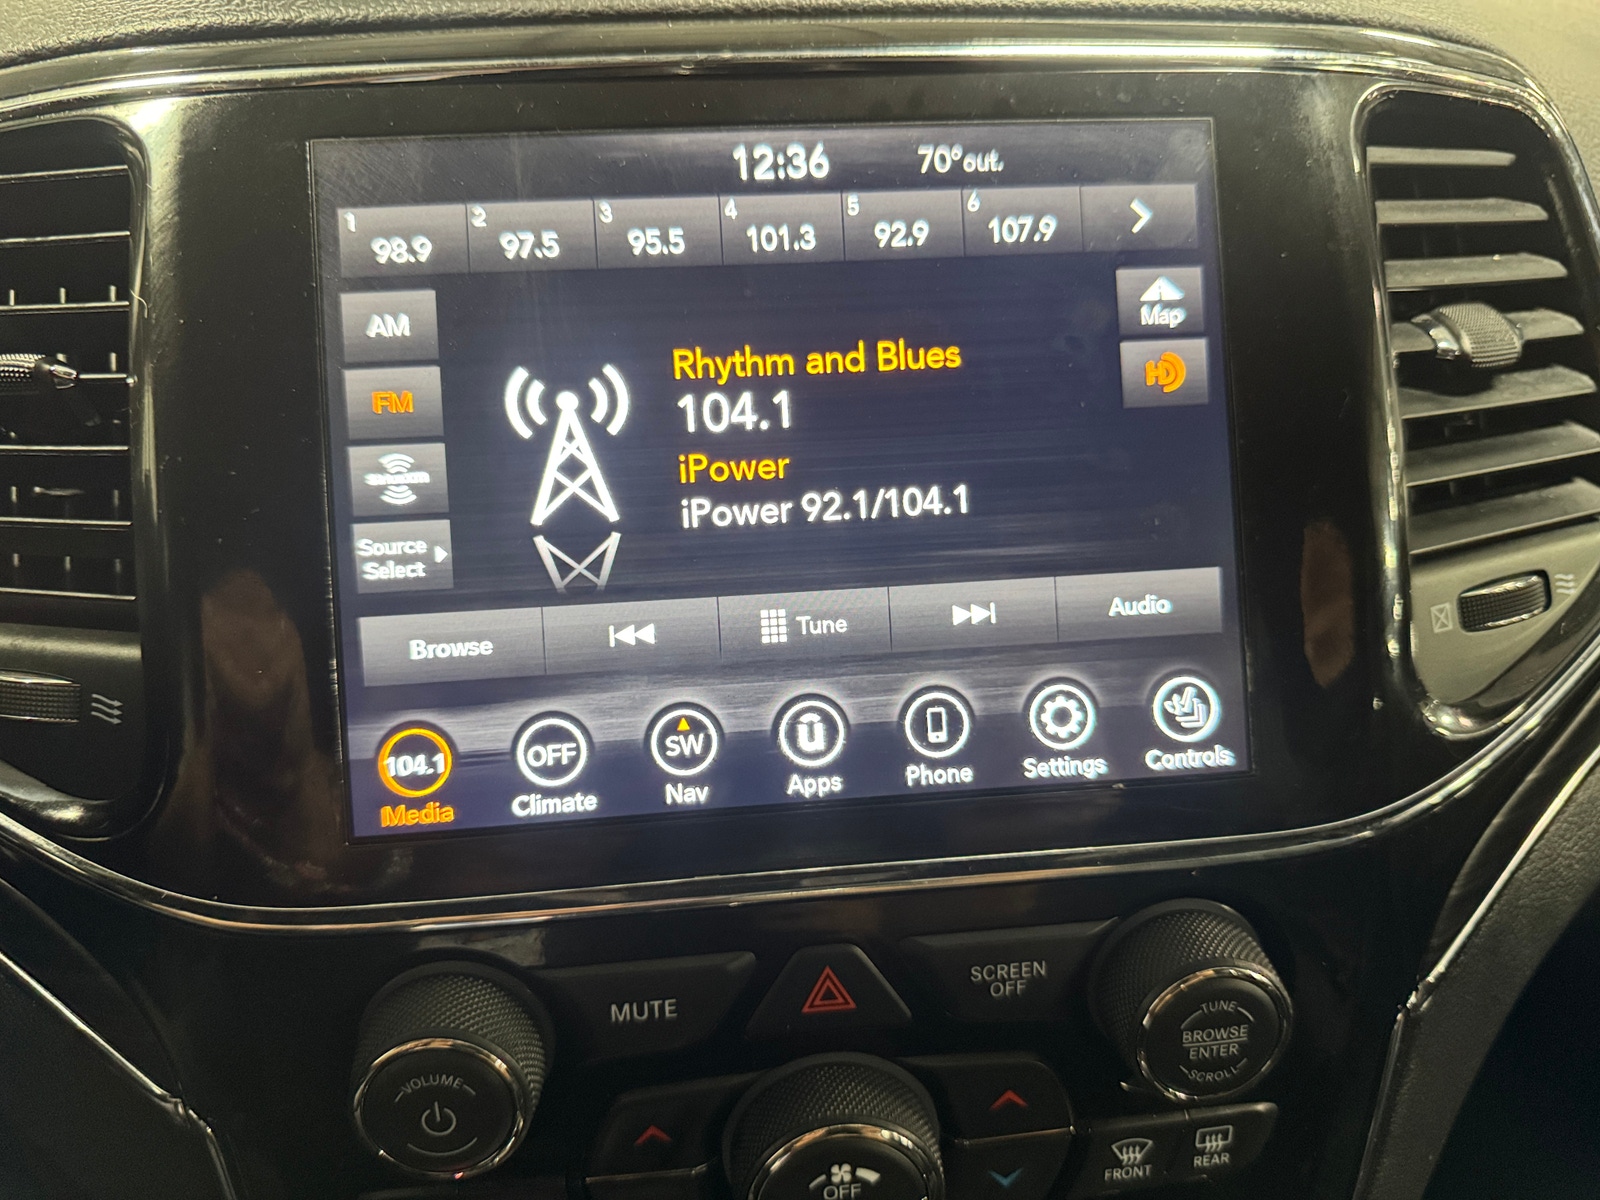 12:36 70°out.
1 98.9 2 97.5 3 95.5 4 101.3 5 92.9 6 107.9
AM
Map
FM
HD
Rhythm and Blues
104.1
iPower
iPower 92.1/104.1
Source
Select
Browse Tune Audio
104.1 OFF SW
Media Climate Nav Apps Phone Settings Controls
MUTE
SCREEN
OFF
TUNE
BROWSE
ENTER
SCROLL
VOLUME
FRONT REAR
OFF